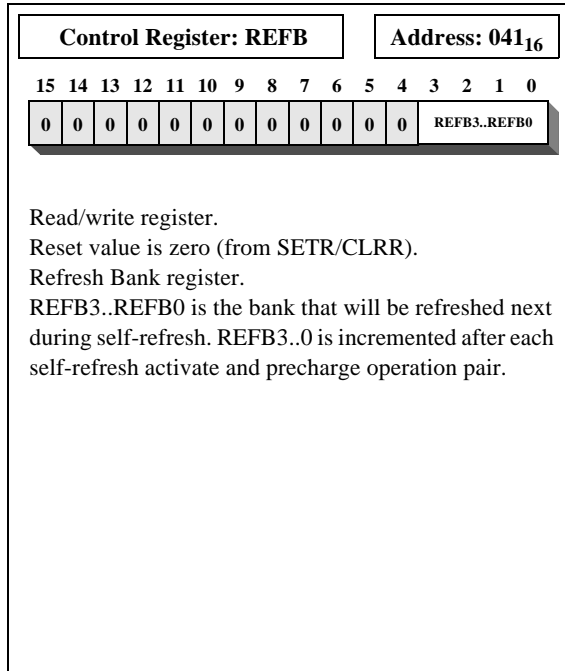 Control Register: REFB
Address: 041₁₆
15 14 13 12 11 10 9 8 7 6 5 4 3 2 1 0
0 0 0 0 0 0 0 0 0 0 0 0 REFB3..REFB0
Read/write register.
Reset value is zero (from SETR/CLRR).
Refresh Bank register.
REFB3..REFB0 is the bank that will be refreshed next
during self-refresh. REFB3..0 is incremented after each
self-refresh activate and precharge operation pair.